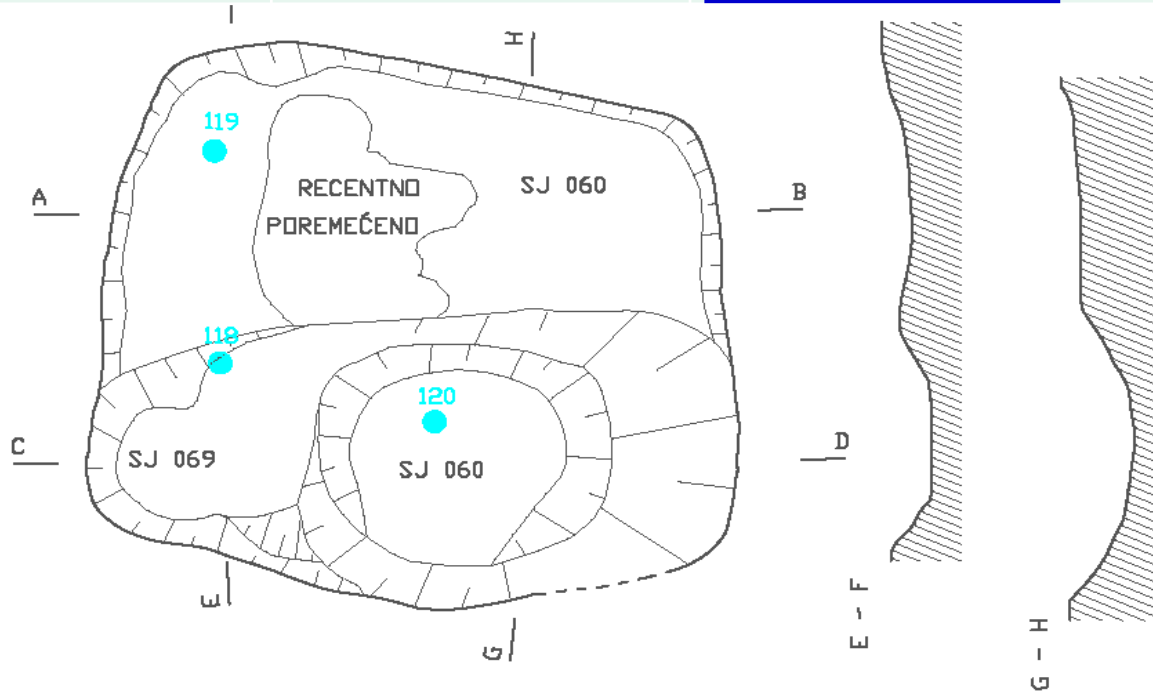 H
119
RECENTNO
POREMEĆENO
SJ 060
A
B
118
120
C
SJ 069
SJ 060
D
E
G
E - F
G - H